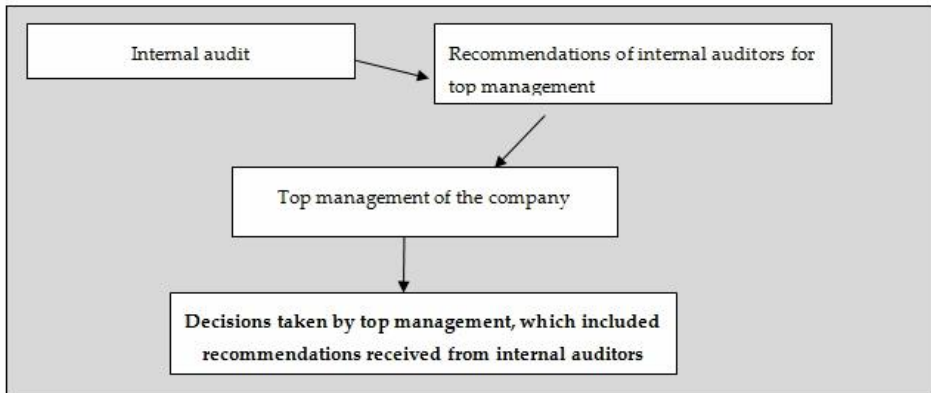 Internal audit
Recommendations of internal auditors for
top management
Top management of the company
Decisions taken by top management, which included
recommendations received from internal auditors